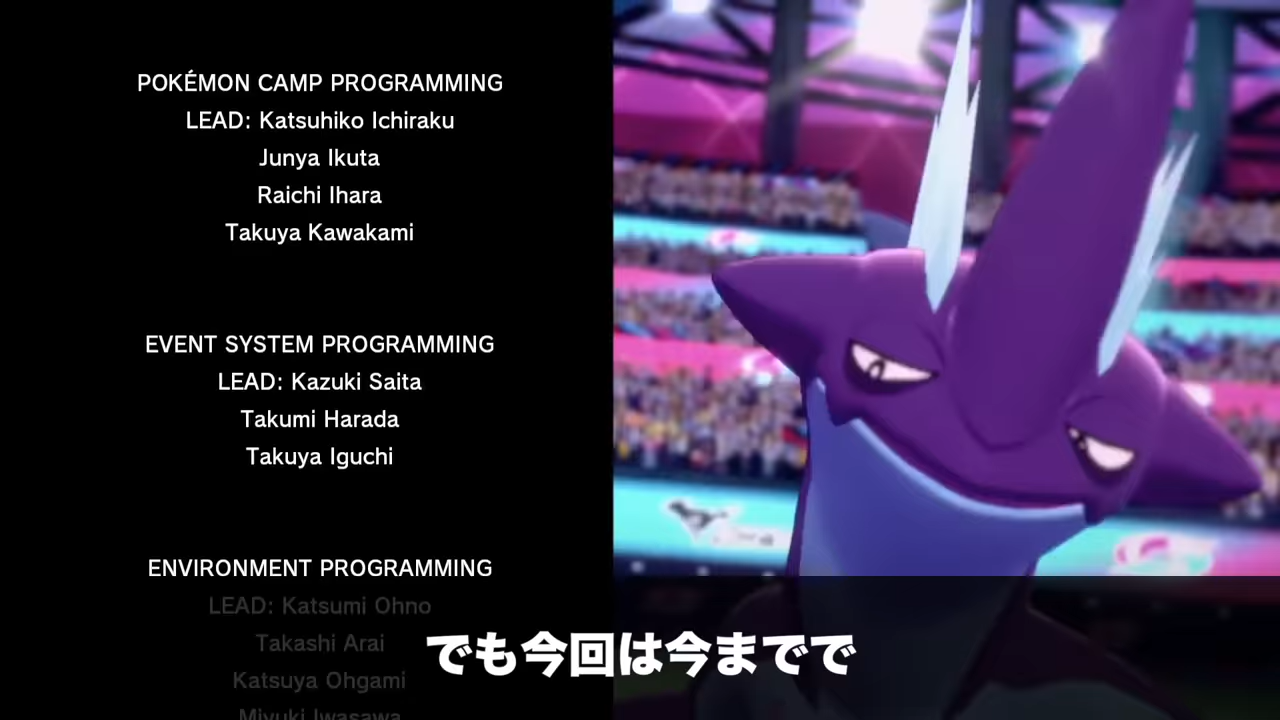 POKÉMON CAMP PROGRAMMING
LEAD: Katsuhiko Ichiraku
Junya Ikuta
Raichi Ihara
Takuya Kawakami
EVENT SYSTEM PROGRAMMING
LEAD: Kazuki Saita
Takumi Harada
Takuya Iguchi
ENVIRONMENT PROGRAMMING
LEAD: Katsumi Ohno
Takashi Arai
Katsuya Ohgami
Miyuki Iwasawa
でも今回は今までで